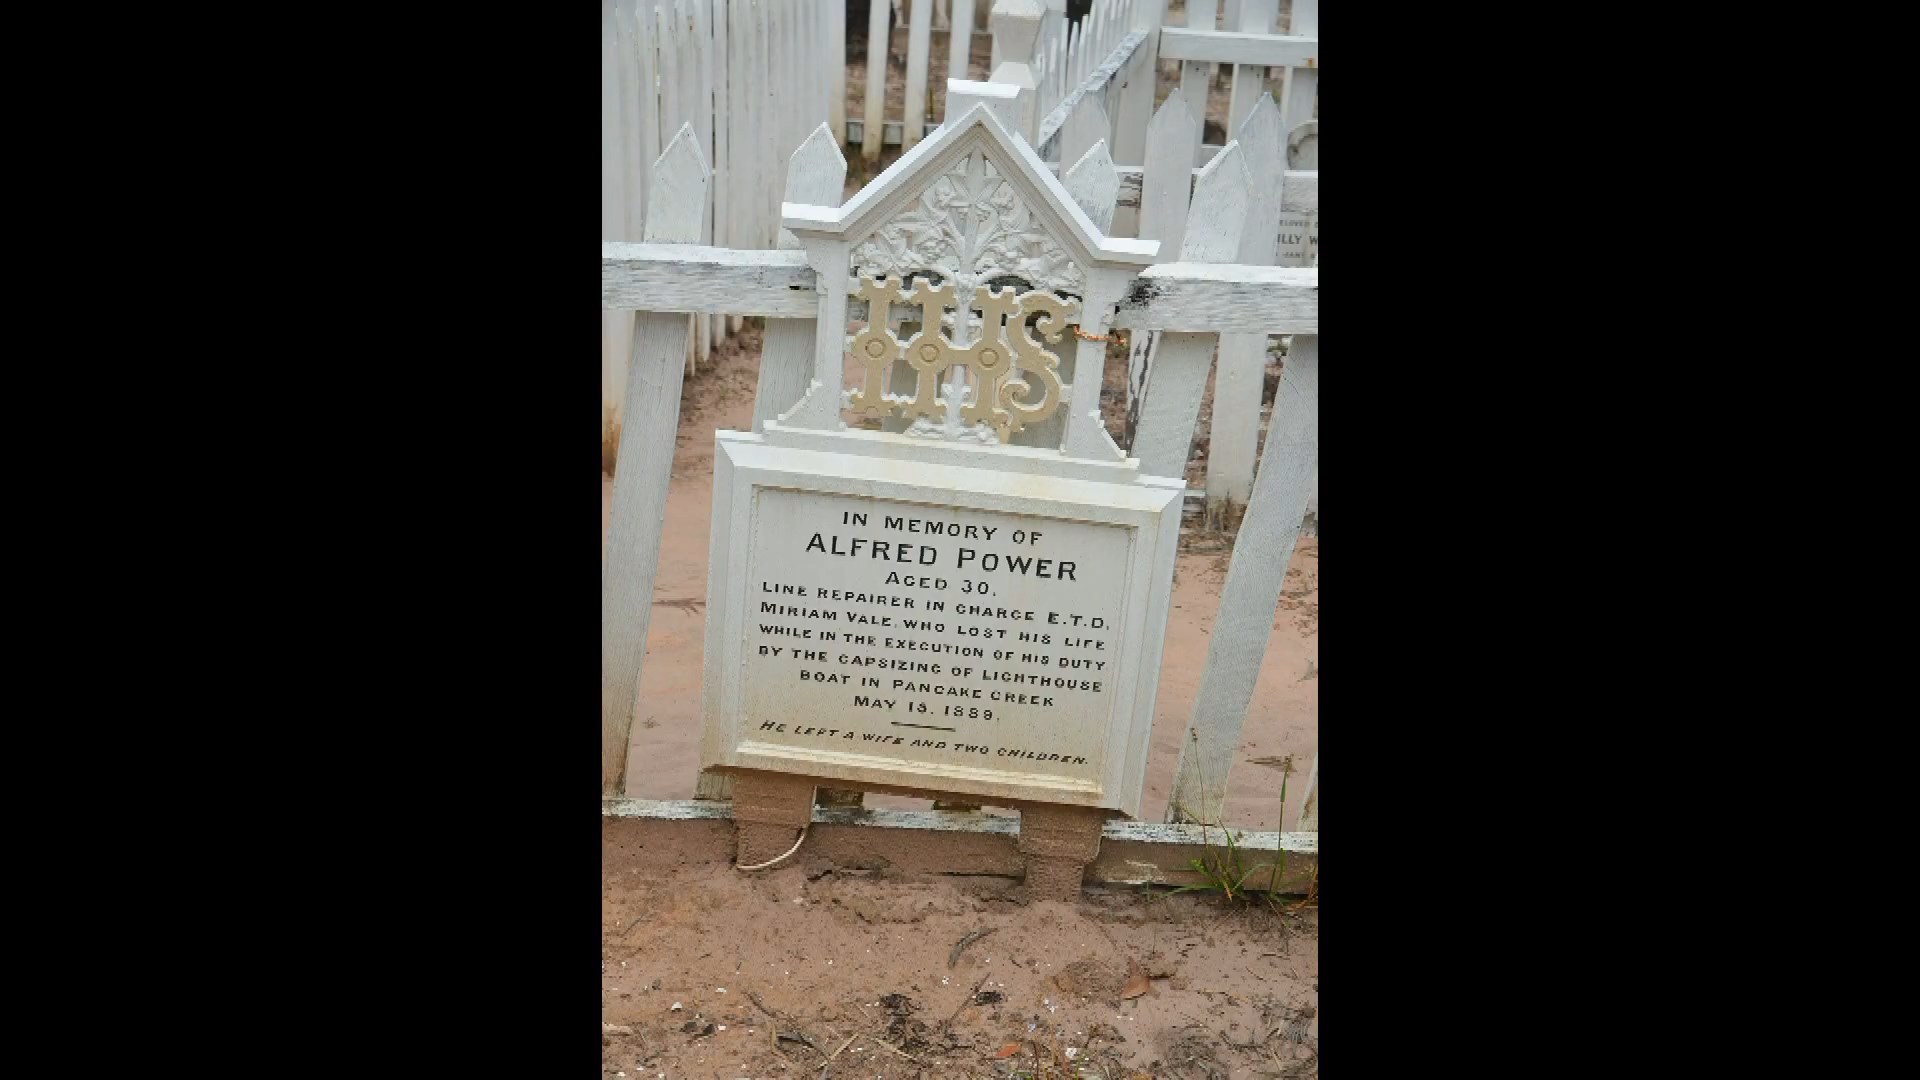 IHS
IN MEMORY OF
ALFRED POWER
AGED 30.
LINE REPAIRER IN CHARGE E.T.D.
MIRIAM VALE, WHO LOST HIS LIFE
WHILE IN THE EXECUTION OF HIS DUTY
BY THE CAPSIZING OF LIGHTHOUSE
BOAT IN PANCAKE CREEK
MAY 15. 1889.
HE LEFT A WIFE AND TWO CHILDREN.